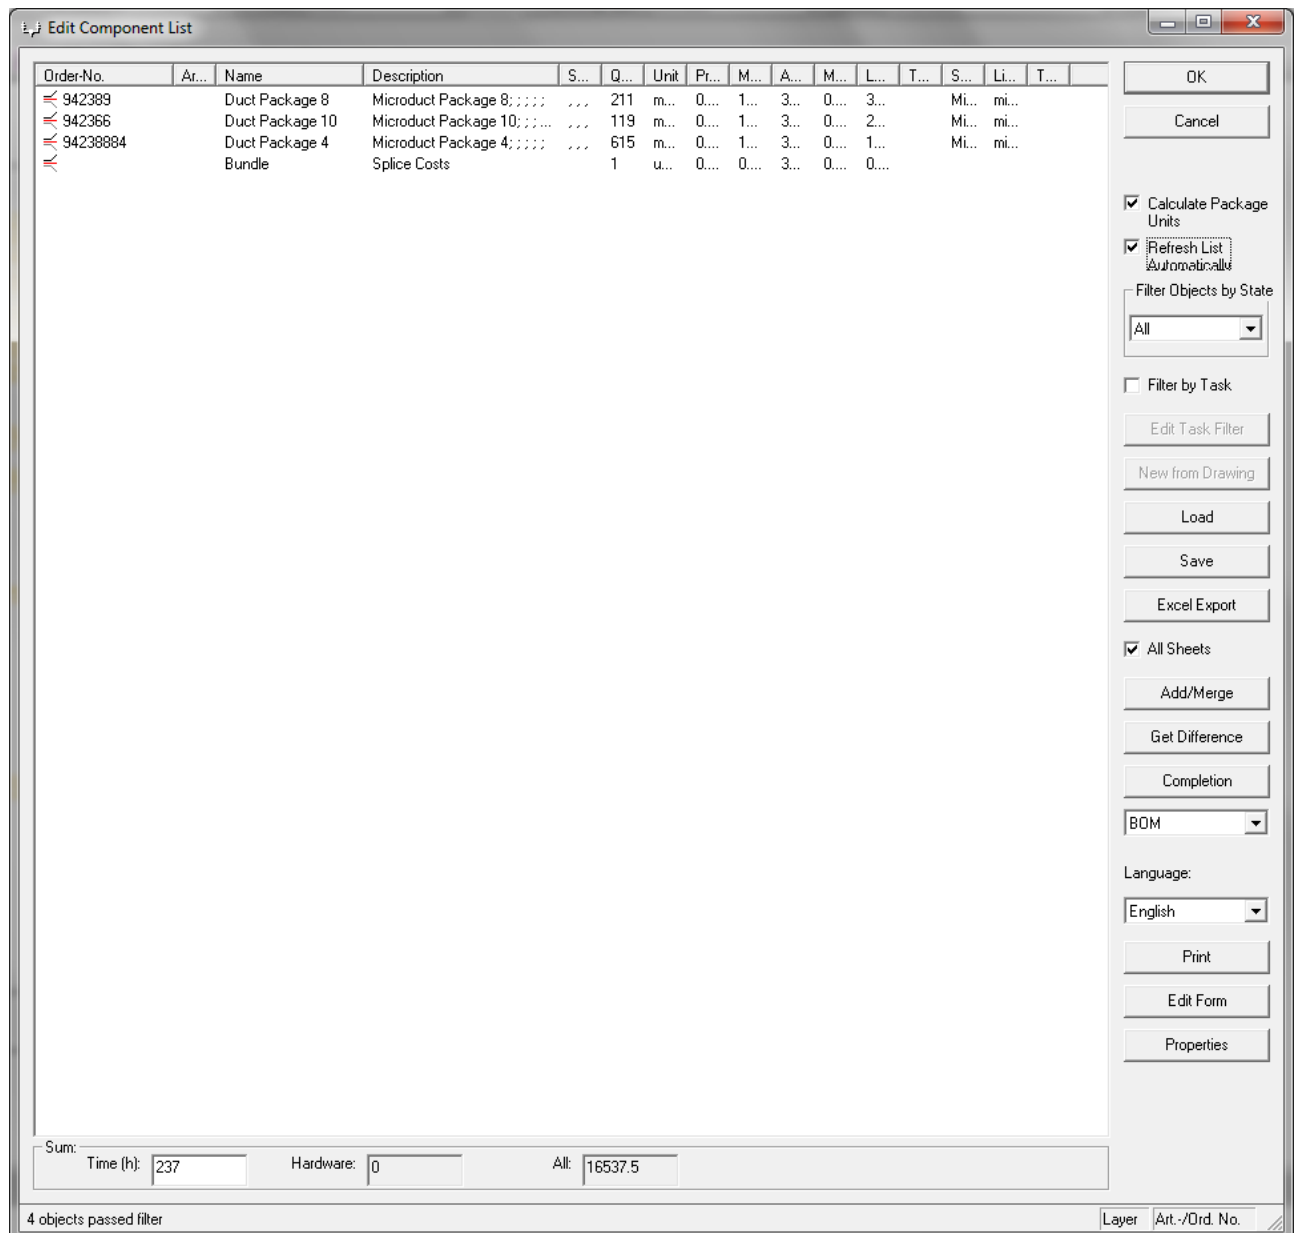 Edit Component List
Order-No. Ar... Name Description S... Q... Unit Pr... M... A... M... L... T... S... Li... T...
942389 Duct Package 8 Microduct Package 8; ; ; ; ; , , , 211 m... 0.... 1... 3... 0.... 3... Mi... mi...
942366 Duct Package 10 Microduct Package 10; ; ;... , , , 119 m... 0.... 1... 3... 0.... 2... Mi... mi...
94238884 Duct Package 4 Microduct Package 4; ; ; ; ; , , , 615 m... 0.... 1... 3... 0.... 1... Mi... mi...
Bundle Splice Costs 1 u... 0.... 0.... 3... 0.... 0....
OK
Cancel
Calculate Package
Units
Refresh List
Automatically
Filter Objects by State
All
Filter by Task
Edit Task Filter
New from Drawing
Load
Save
Excel Export
All Sheets
Add/Merge
Get Difference
Completion
BOM
Language:
English
Print
Edit Form
Properties
Sum:
Time (h): 237 Hardware: 0 All: 16537.5
4 objects passed filter Layer Art.-/Ord. No.